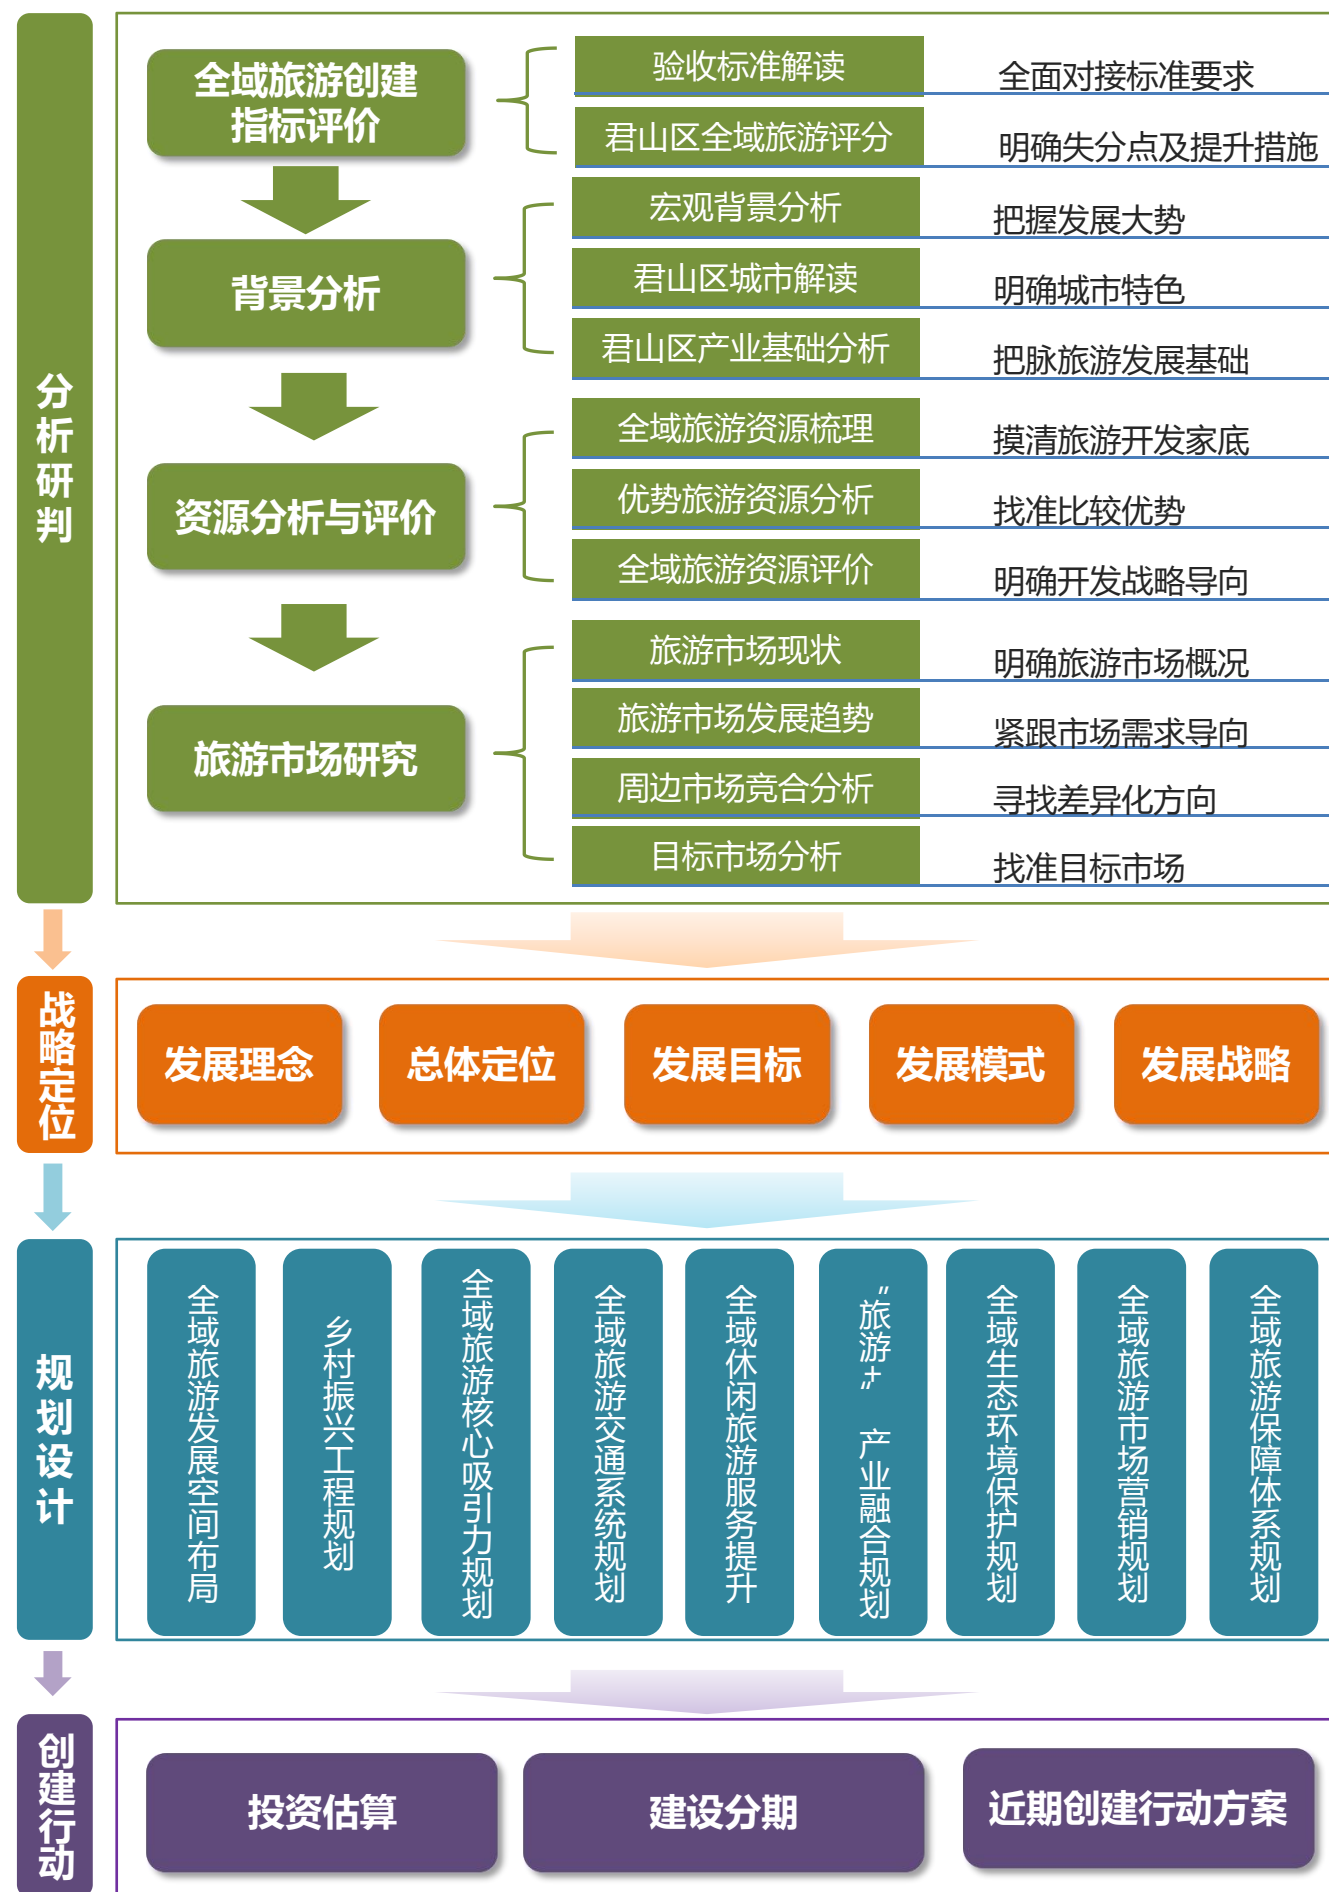 分析研判
全域旅游创建
指标评价
验收标准解读
全面对接标准要求
君山区全域旅游评分
明确失分点及提升措施
背景分析
宏观背景分析
把握发展大势
君山区城市解读
明确城市特色
君山区产业基础分析
把脉旅游发展基础
资源分析与评价
全域旅游资源梳理
摸清旅游开发家底
优势旅游资源分析
找准比较优势
全域旅游资源评价
明确开发战略导向
旅游市场研究
旅游市场现状
明确旅游市场概况
旅游市场发展趋势
紧跟市场需求导向
周边市场竞合分析
寻找差异化方向
目标市场分析
找准目标市场
战略定位
发展理念
总体定位
发展目标
发展模式
发展战略
规划设计
全域旅游发展空间布局
乡村振兴工程规划
全域旅游核心吸引力规划
全域旅游交通系统规划
全域休闲旅游服务提升
“旅游+” 产业融合规划
全域生态环境保护规划
全域旅游市场营销规划
全域旅游保障体系规划
创建行动
投资估算
建设分期
近期创建行动方案